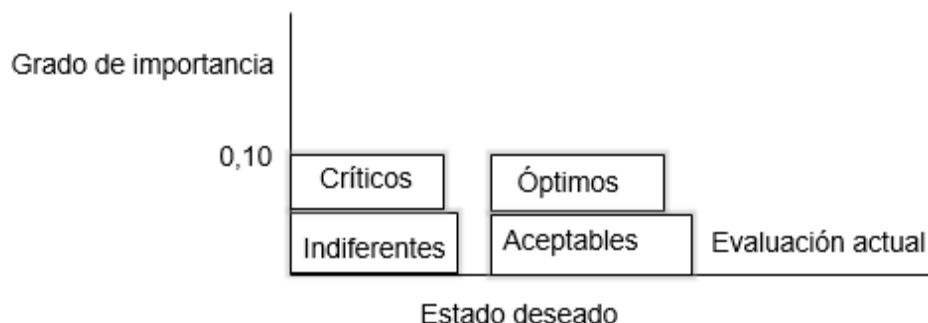 Grado de importancia
0,10
Críticos
Óptimos
Indiferentes
Aceptables
Evaluación actual
Estado deseado